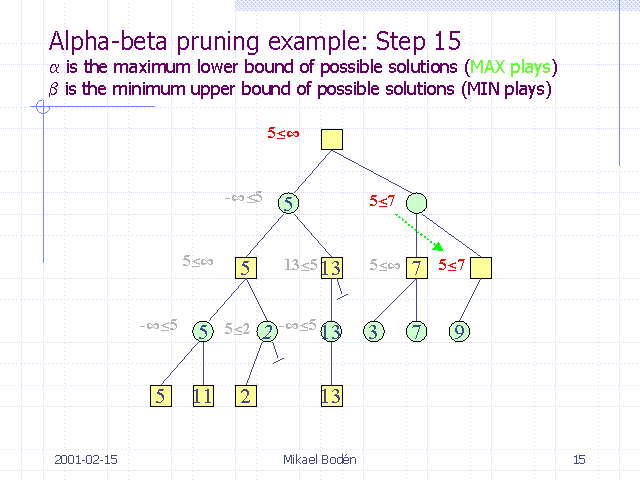 Alpha-beta pruning example: Step 15
α is the maximum lower bound of possible solutions (MAX plays)
β is the minimum upper bound of possible solutions (MIN plays)
5≤∞
-∞≤5 5 5≤7
5≤∞ 5 13≤5 13 5≤∞ 7 5≤7
-∞≤5 5 5≤2 2 -∞≤5 13 3 7 9
5 11 2 13
2001-02-15 Mikael Bodén 15